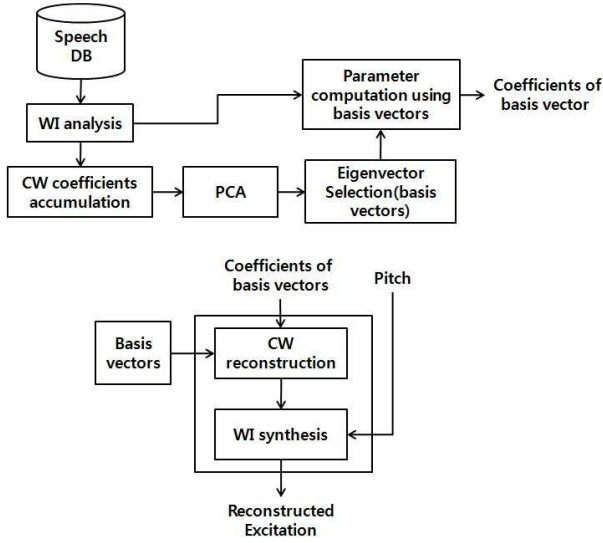 Speech
DB
WI analysis
CW coefficients
accumulation
PCA
Eigenvector
Selection(basis
vectors)
Parameter
computation using
basis vectors
Coefficients of
basis vector
Coefficients of
basis vectors
Pitch
Basis
vectors
CW
reconstruction
WI synthesis
Reconstructed
Excitation